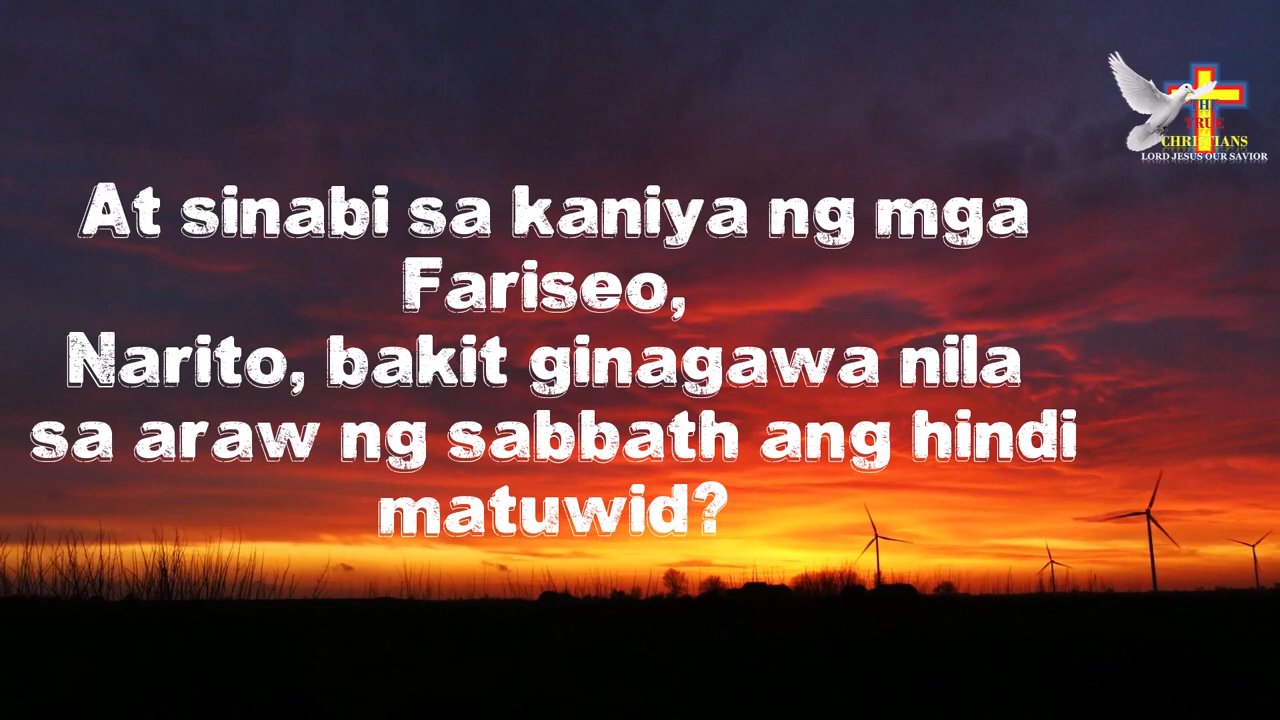 THE
TRUE
CHRISTIANS
LORD JESUS OUR SAVIOR
At sinabi sa kaniya ng mga
Fariseo,
Narito, bakit ginagawa nila
sa araw ng sabbath ang hindi
matuwid?